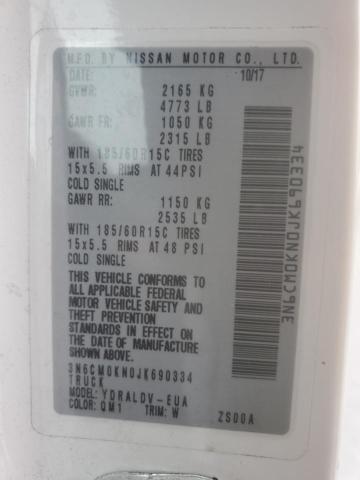 MFD. BY NISSAN MOTOR CO., LTD.
DATE: 10/17
GVWR: 2165 KG
4773 LB
GAWR FR: 1050 KG
2315 LB
WITH 185/60R15C TIRES
15x5.5 RIMS AT 44PSI
COLD SINGLE
GAWR RR: 1150 KG
2535 LB
WITH 185/60R15C TIRES
15x5.5 RIMS AT 48 PSI
COLD SINGLE
THIS VEHICLE CONFORMS TO
ALL APPLICABLE FEDERAL
MOTOR VEHICLE SAFETY AND
THEFT PREVENTION
STANDARDS IN EFFECT ON
THE DATE OF MANUFACTURE
SHOWN ABOVE.
3N6CM0KN0JK690334
TRUCK
MODEL: YDRALDV-EUA
COLOR: QM1 TRIM: W ZS00A
3N6CM0KN0JK690334